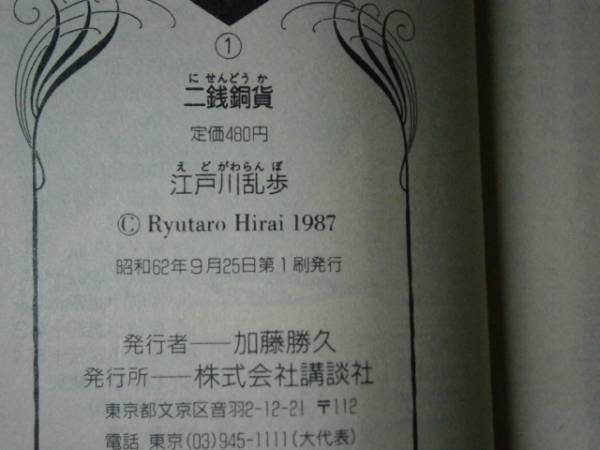 ①
にせんどうか
二銭銅貨
定価480円
えどがわらんぽ
江戸川乱歩
© Ryutaro Hirai 1987
昭和62年9月25日第1刷発行
発行者──加藤勝久
発行所──株式会社講談社
東京都文京区音羽2-12-21 〒112
電話 東京(03)945-1111(大代表)